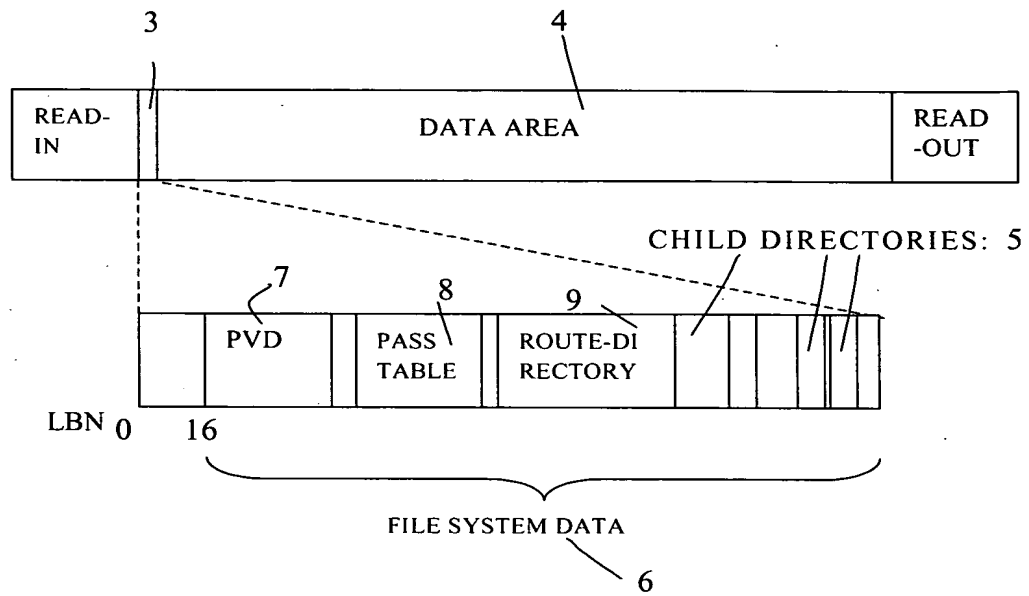 3
4
READ-
IN
DATA AREA
READ
-OUT
CHILD DIRECTORIES: 5
7
8
9
PVD
PASS
TABLE
ROUTE-DI
RECTORY
LBN 0 16
FILE SYSTEM DATA
6